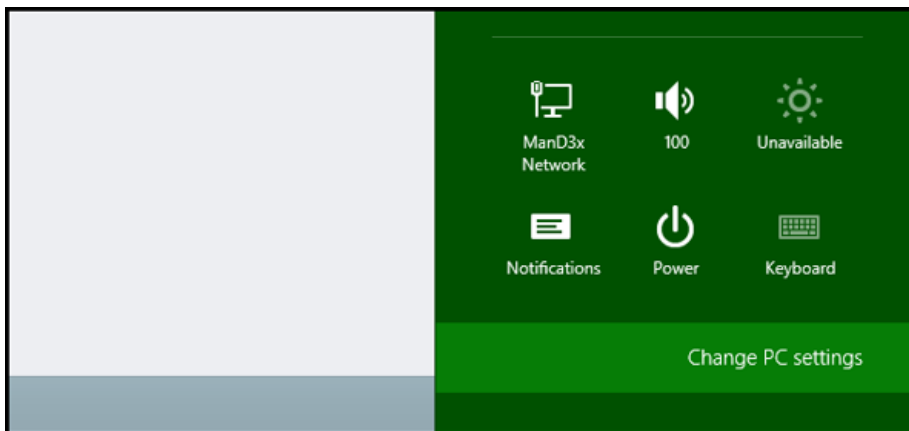 ManD3x
Network
100
Unavailable
Notifications
Power
Keyboard
Change PC settings